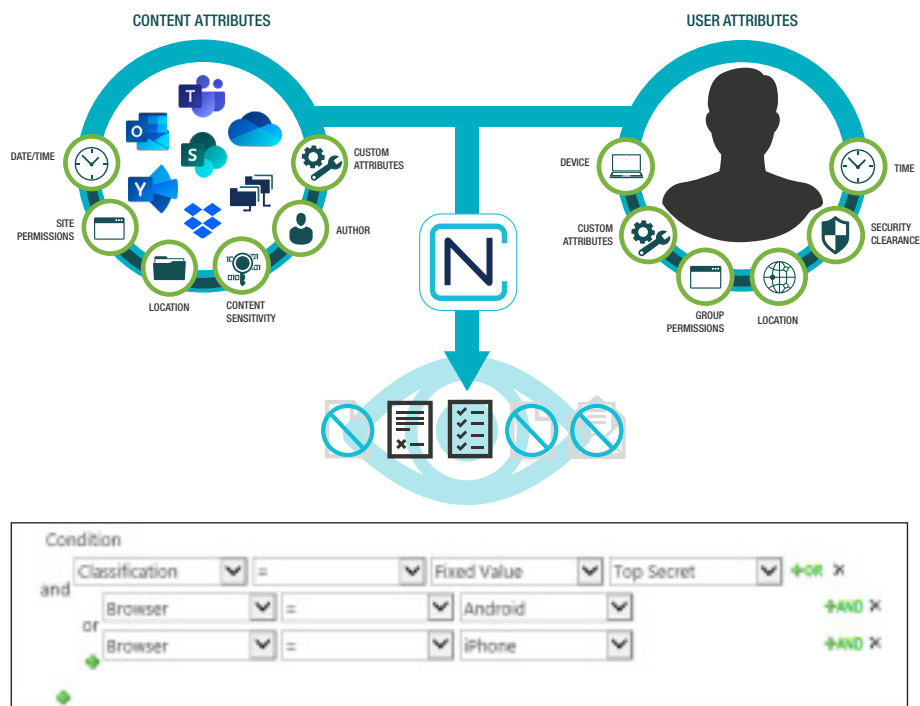 CONTENT ATTRIBUTES
USER ATTRIBUTES
T
O
S
Y
DATE/TIME
CUSTOM
ATTRIBUTES
SITE
PERMISSIONS
AUTHOR
LOCATION
CONTENT
SENSITIVITY
DEVICE
TIME
CUSTOM
ATTRIBUTES
SECURITY
CLEARANCE
GROUP
PERMISSIONS
LOCATION
N
Condition
and
Classification = Fixed Value Top Secret +OR ×
or
Browser = Android +AND ×
Browser = iPhone +AND ×